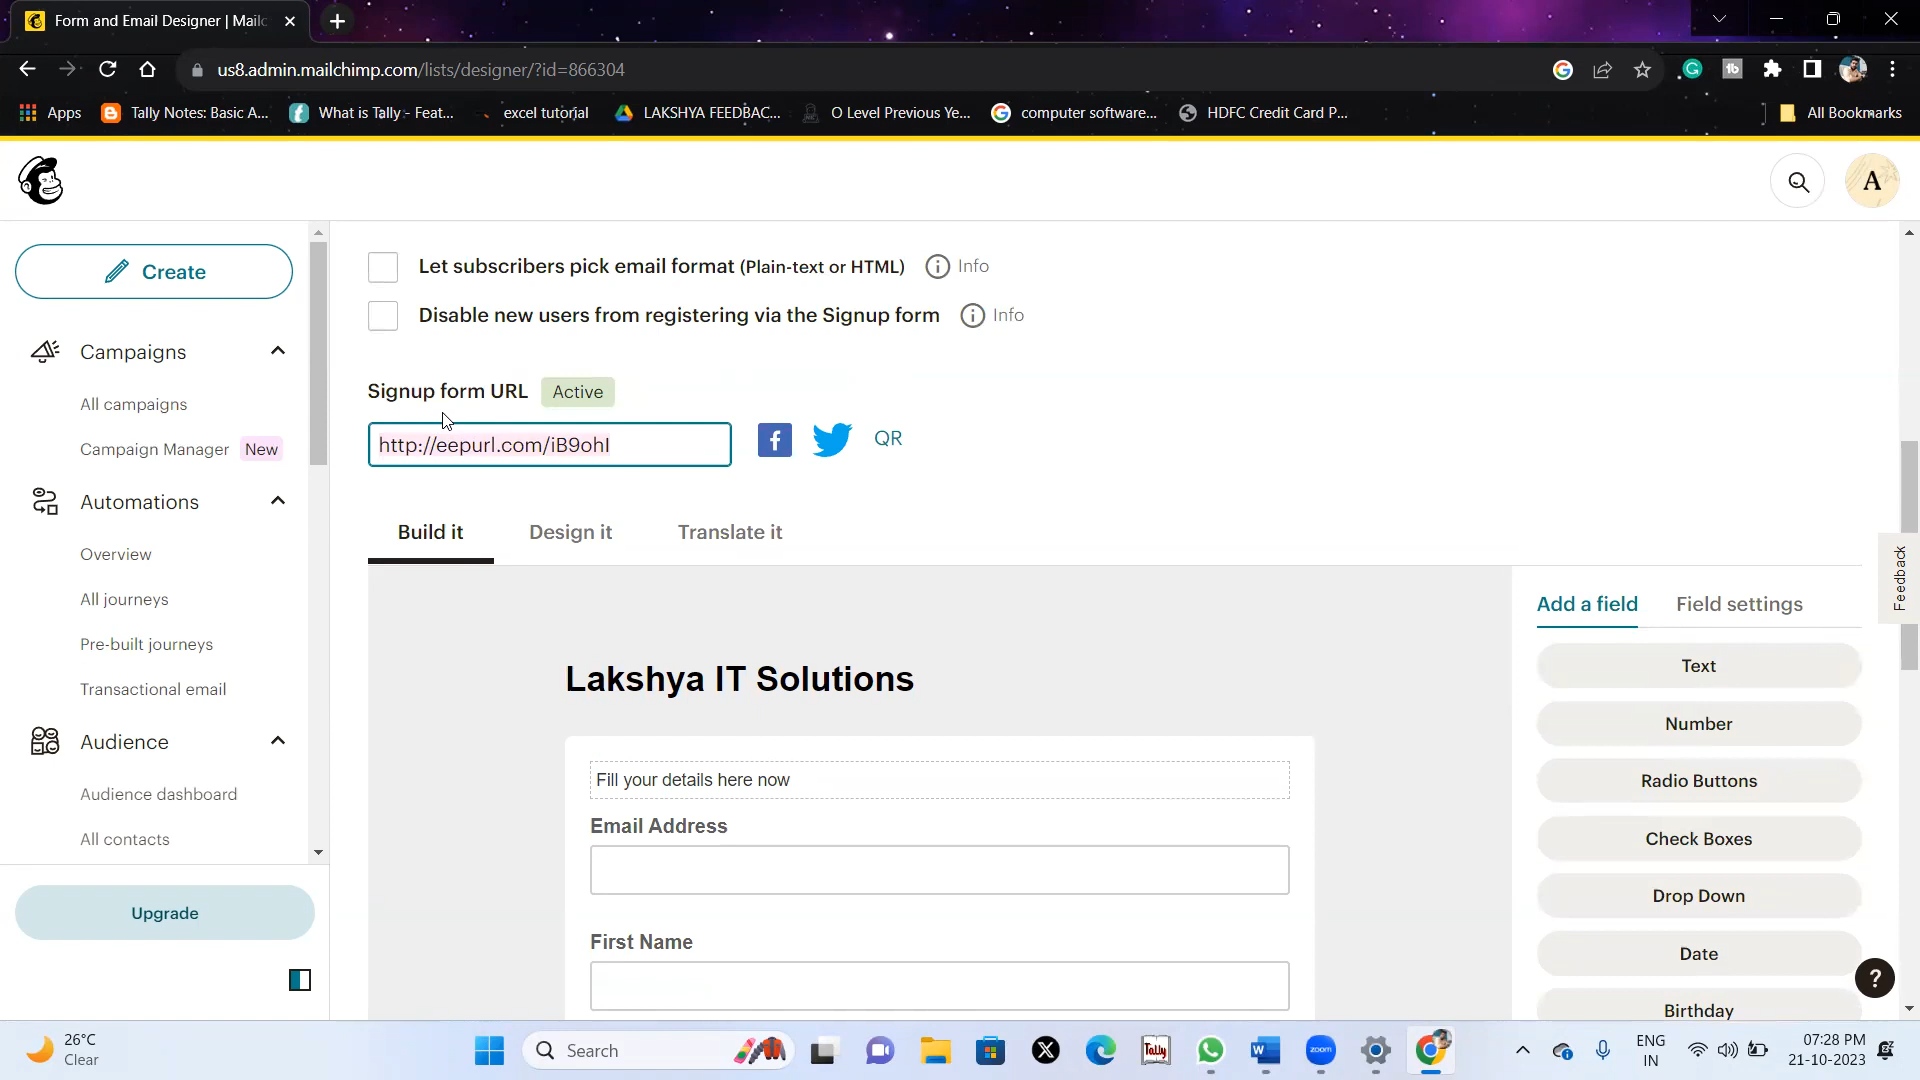 Form and Email Designer | Mailc
us8.admin.mailchimp.com/lists/designer/?id=866304
Apps
Tally Notes: Basic A...
What is Tally - Feat...
excel tutorial
LAKSHYA FEEDBAC...
O Level Previous Ye...
computer software...
HDFC Credit Card P...
All Bookmarks
A
Create
Campaigns
All campaigns
Campaign Manager New
Automations
Overview
All journeys
Pre-built journeys
Transactional email
Audience
Audience dashboard
All contacts
Upgrade
Let subscribers pick email format (Plain-text or HTML) Info
Disable new users from registering via the Signup form Info
Signup form URL Active
http://eepurl.com/iB9ohI
QR
Build it Design it Translate it
Lakshya IT Solutions
Fill your details here now
Email Address
First Name
Add a field Field settings
Text
Number
Radio Buttons
Check Boxes
Drop Down
Date
Birthday
Feedback
?
26°C
Clear
Search
Tally
zoom
ENG
IN
07:28 PM
21-10-2023